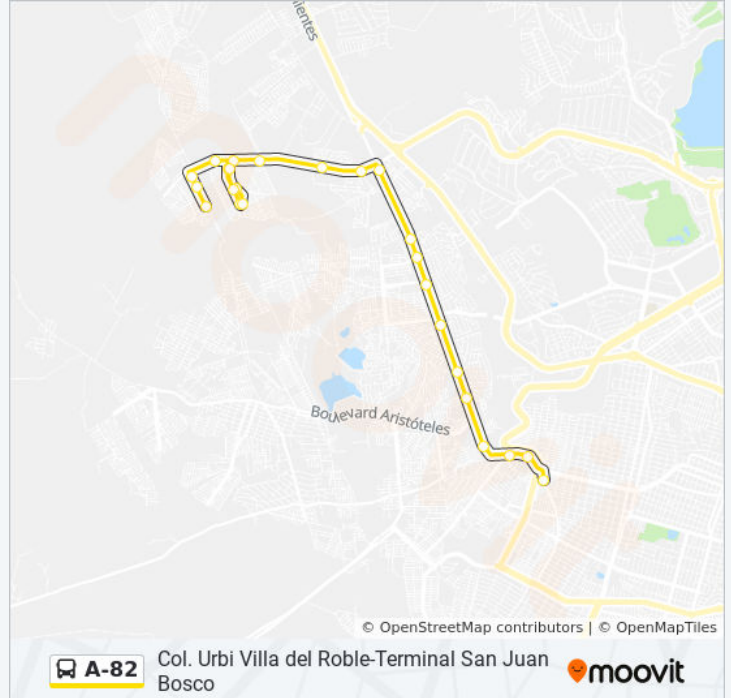 ientes
Boulevard Aristóteles
© OpenStreetMap contributors | © OpenMapTiles
A-82
Col. Urbi Villa del Roble-Terminal San Juan
Bosco
moovit